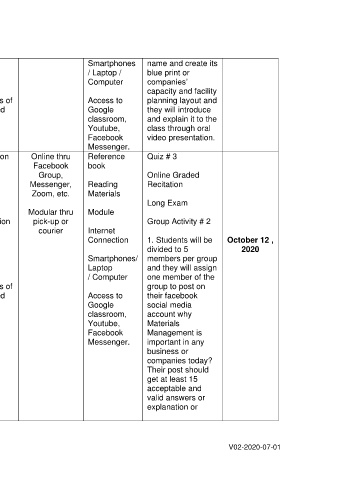 Smartphones
/ Laptop /
Computer
Access to
Google
classroom,
Youtube,
Facebook
Messenger.
name and create its
blue print or
companies'
capacity and facility
planning layout and
they will introduce
and explain it to the
class through oral
video presentation.
s of
d
on
ion
s of
d
Online thru
Facebook
Group,
Messenger,
Zoom, etc.
Modular thru
pick-up or
courier
Reference
book
Reading
Materials
Module
Internet
Connection
Smartphones/
Laptop
/ Computer
Access to
Google
classroom,
Youtube,
Facebook
Messenger.
Quiz # 3
Online Graded
Recitation
Long Exam
Group Activity # 2
1. Students will be
divided to 5
members per group
and they will assign
one member of the
group to post on
their facebook
social media
account why
Materials
Management is
important in any
business or
companies today?
Their post should
get at least 15
acceptable and
valid answers or
explanation or
October 12 ,
2020
V02-2020-07-01